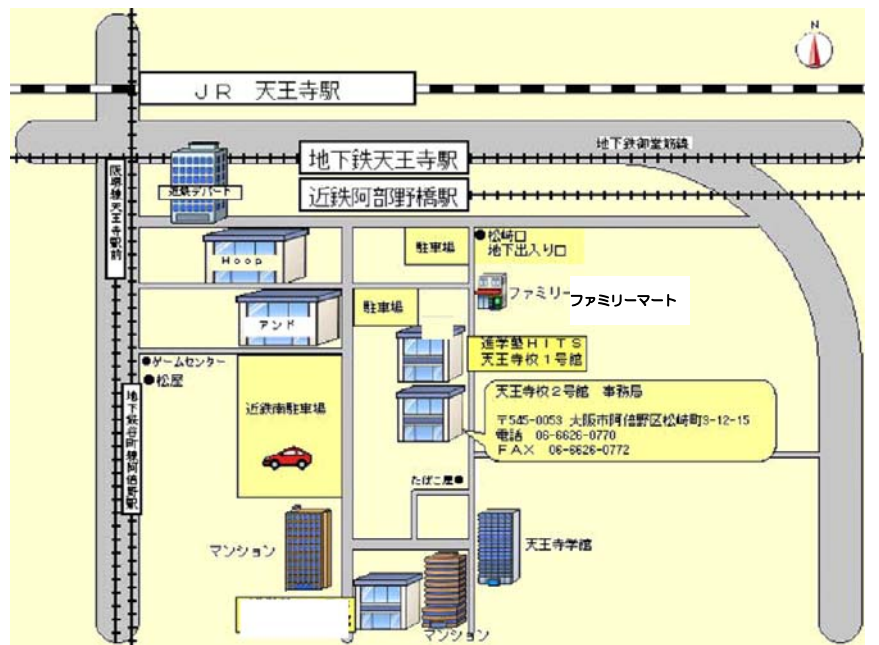 N
JR 天王寺駅
地下鉄御堂筋線
地下鉄天王寺駅
近鉄阿部野橋駅
阪堺線天王寺駅前
近鉄デパート
Hoop
駐車場
●松崎口
地下出入り口
ファミリーファミリーマート
アンド
駐車場
進学塾HITS
天王寺校1号館
●ゲームセンター
●松屋
近鉄南駐車場
天王寺校2号館 事務局
〒545-0053 大阪市阿倍野区松崎町3-12-15
電話 06-6626-0770
FAX 06-6626-0772
地下鉄谷町線阿倍野駅
たばこ屋●
マンション
天王寺学館
マンション